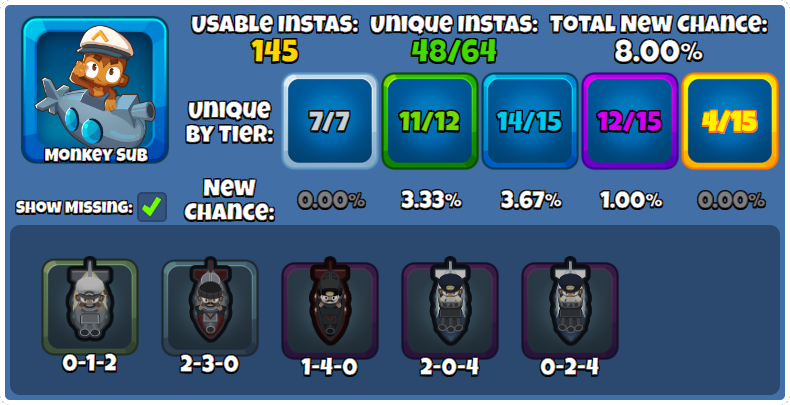 USABLE INSTAS: UNIQUE INSTAS: TOTAL NEW CHANCE:
145 48/64 8.00%
UNIQUE BY TIER: 7/7 11/12 14/15 12/15 4/15
MONKEY SUB
SHOW MISSING: NEW CHANCE: 0.00% 3.33% 3.67% 1.00% 0.00%
0-1-2 2-3-0 1-4-0 2-0-4 0-2-4